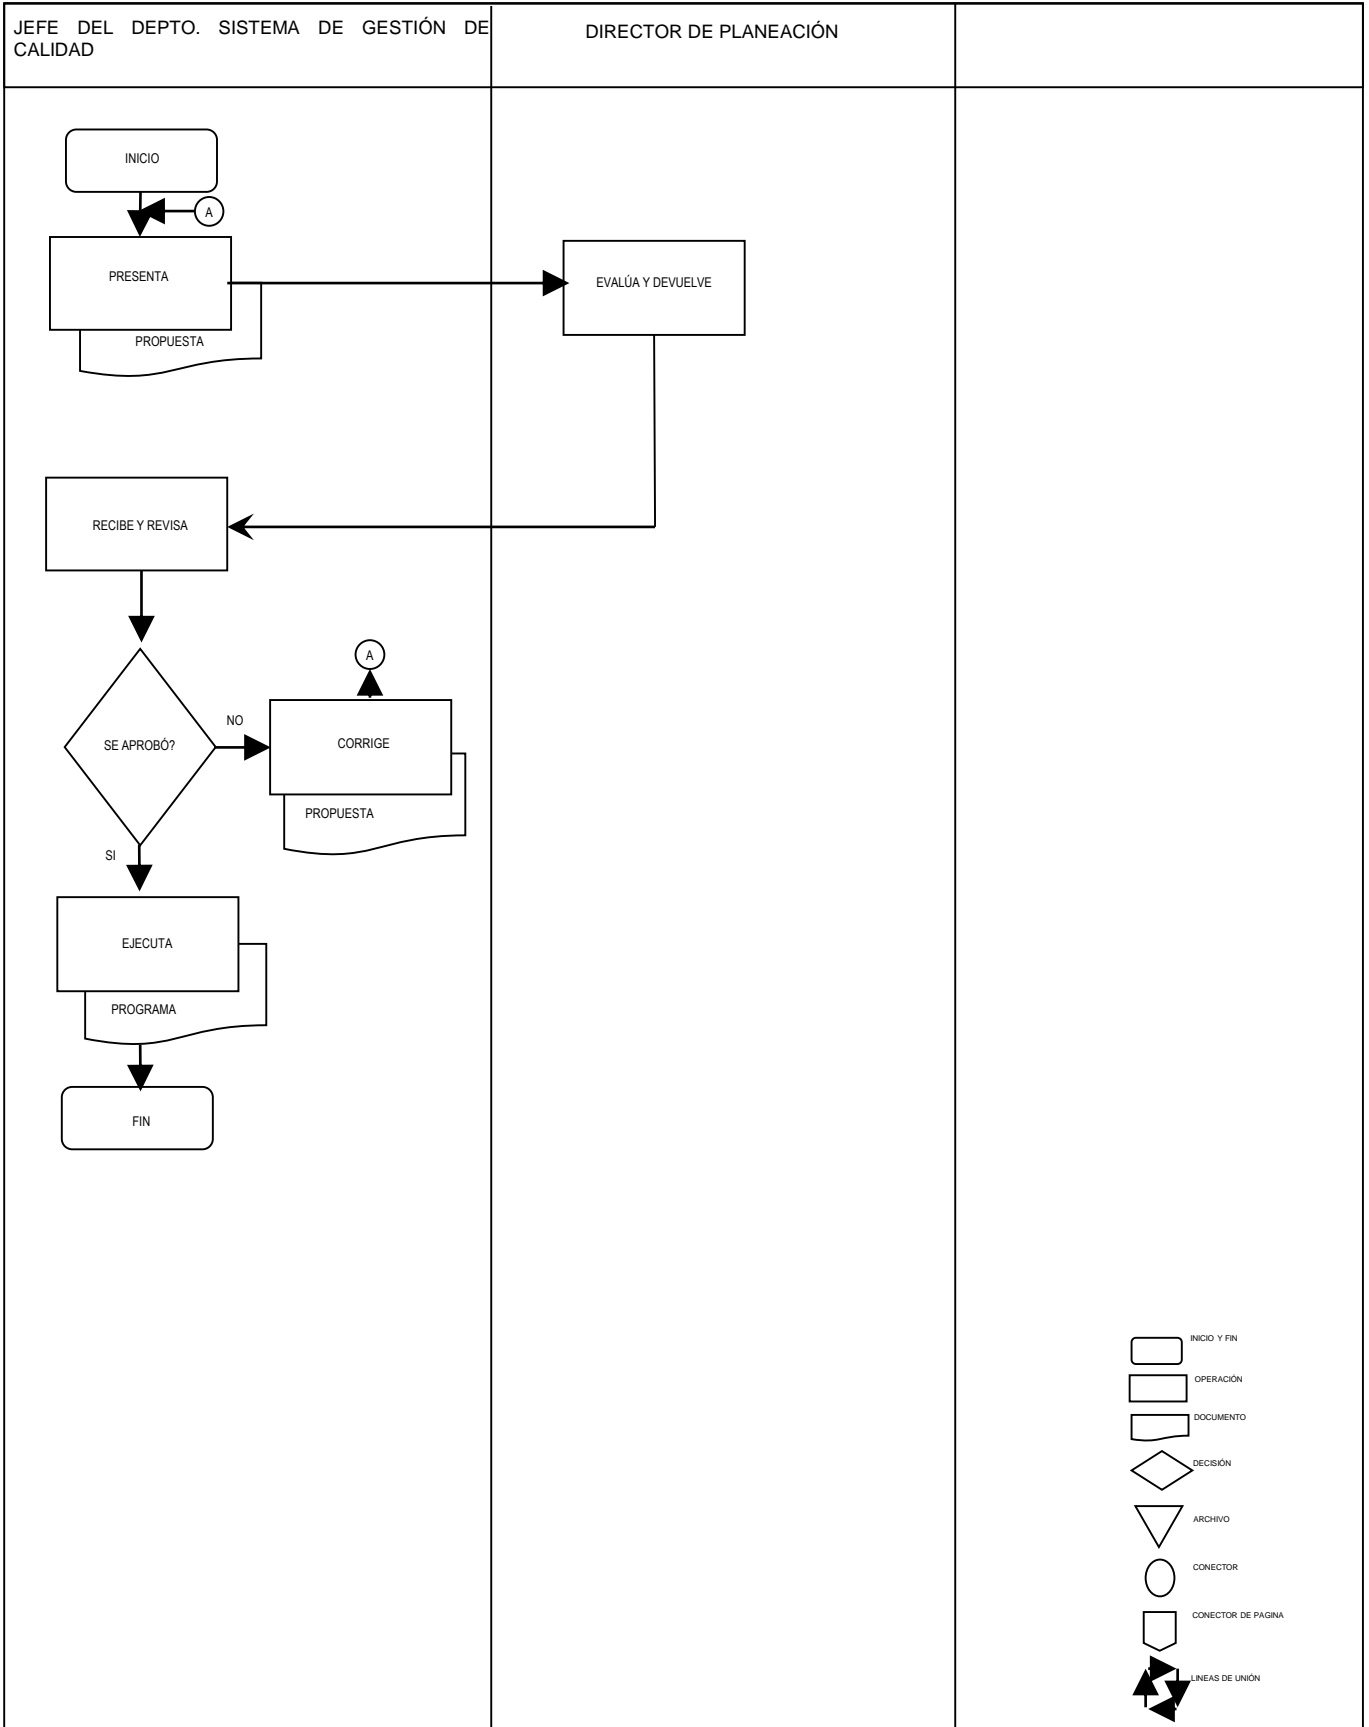 JEFE DEL DEPTO. SISTEMA DE GESTIÓN DE
CALIDAD
DIRECTOR DE PLANEACIÓN
INICIO
A
PRESENTA
PROPUESTA
EVALÚA Y DEVUELVE
RECIBE Y REVISA
A
SE APROBÓ?
NO
CORRIGE
PROPUESTA
SI
EJECUTA
PROGRAMA
FIN
INICIO Y FIN
OPERACIÓN
DOCUMENTO
DECISIÓN
ARCHIVO
CONECTOR
CONECTOR DE PAGINA
LINEAS DE UNIÓN